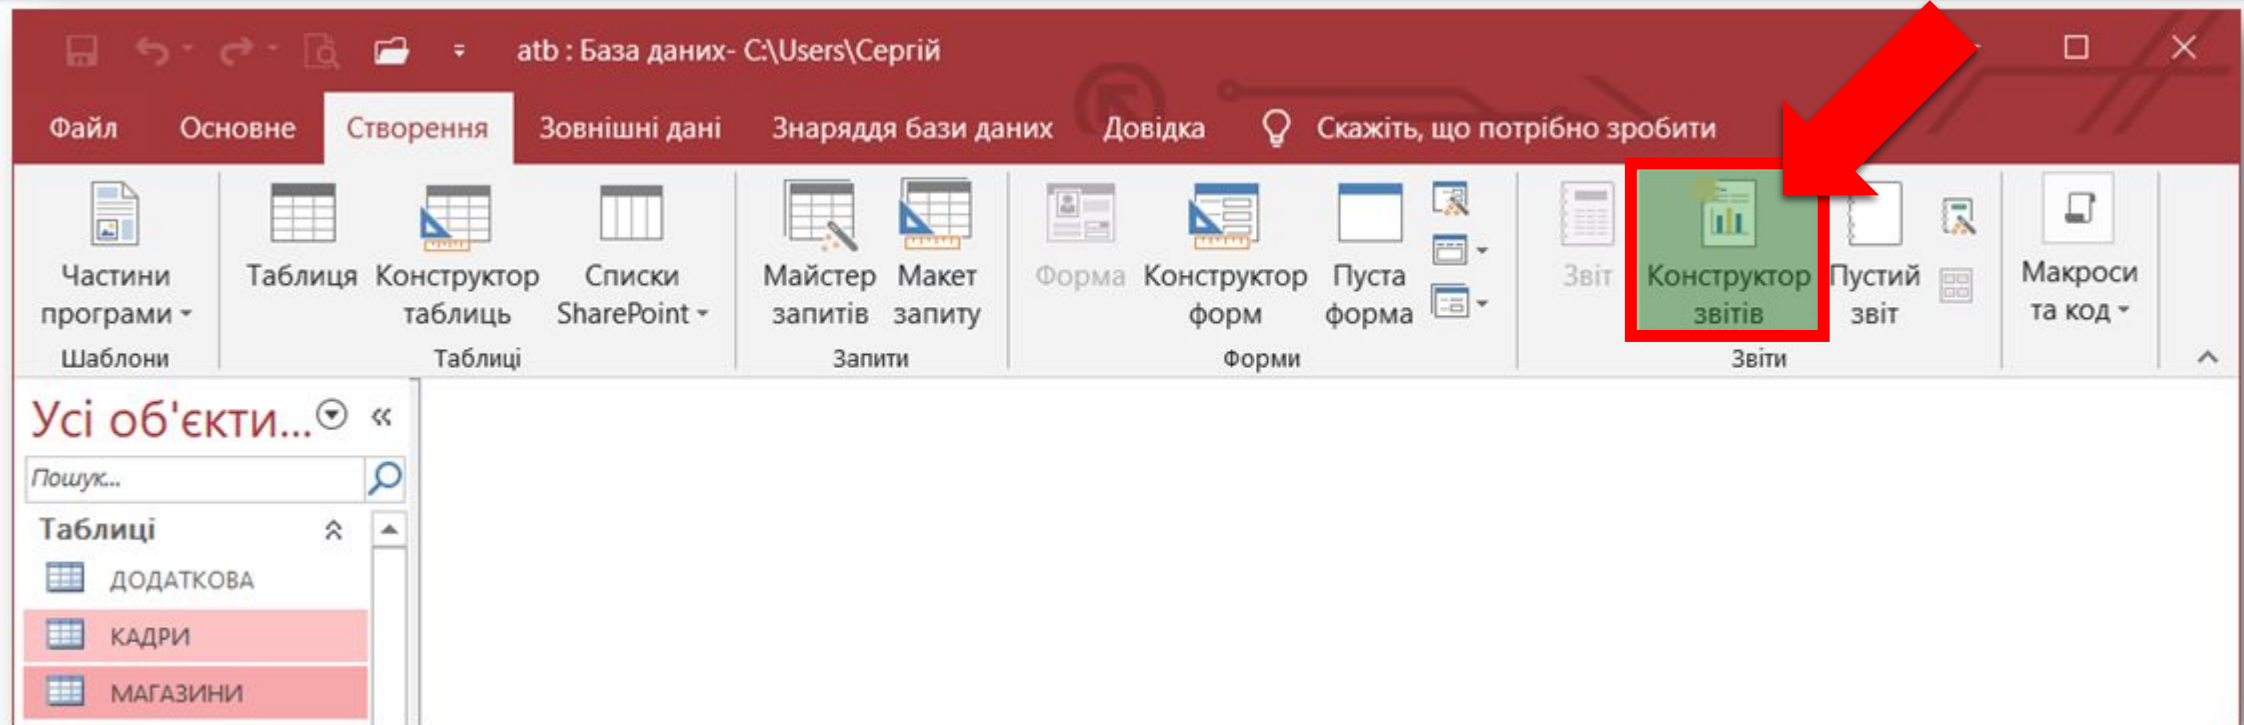 atb : База даних- C:\Users\Сергій
Файл Основне Створення Зовнішні дані Знаряддя бази даних Довідка Скажіть, що потрібно зробити
Частини програми
Таблиця
Конструктор таблиць
Списки SharePoint
Майстер запитів
Макет запиту
Форма
Конструктор форм
Пуста форма
Звіт
Конструктор звітів
Пустий звіт
Макроси та код
Шаблони Таблиці Запити Форми Звіти
Усі об'єкти...
Пошук...
Таблиці
ДОДАТКОВА
КАДРИ
МАГАЗИНИ